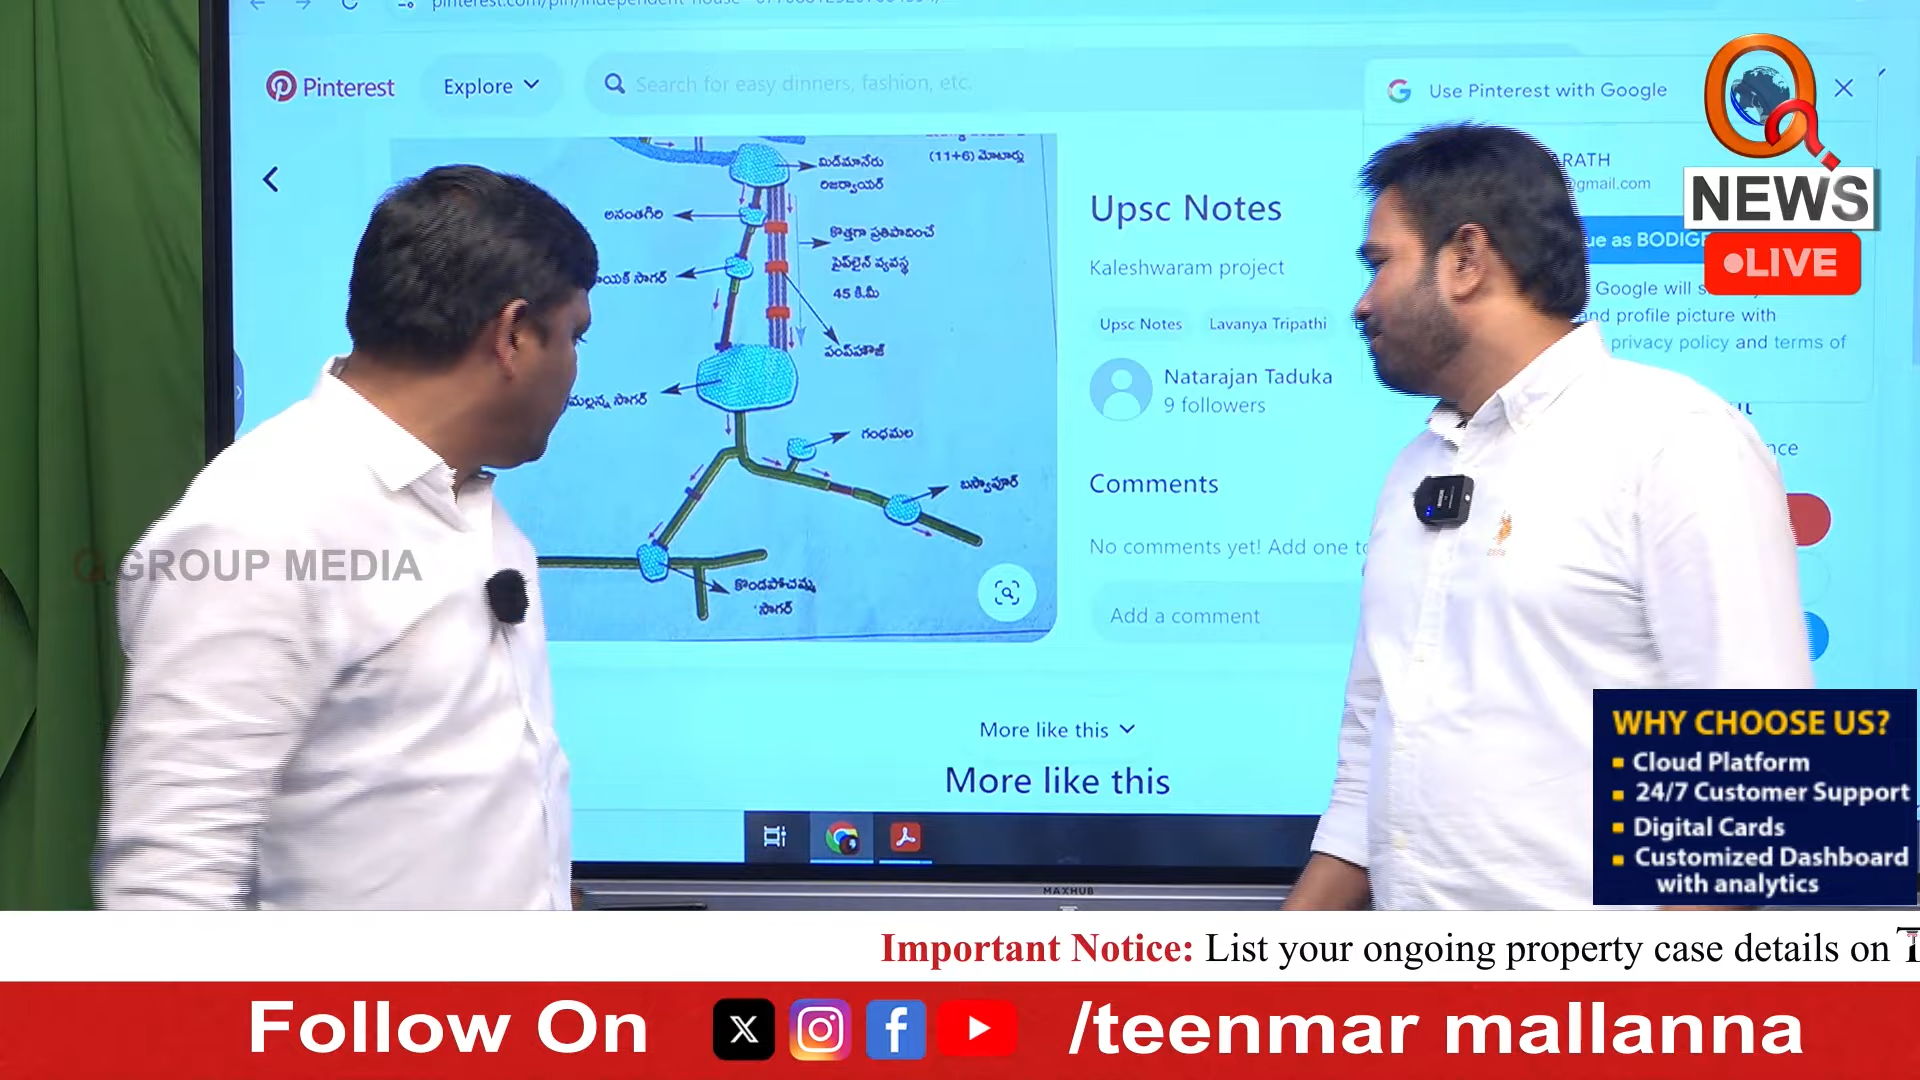 Pinterest
Explore
Search for easy dinners, fashion, etc.
Use Pinterest with Google
RATH
@gmail.com
ue as BODIGE
Google will s
nd profile picture with
privacy policy and terms of
Q
NEWS
LIVE
మిడ్‌మానేరు
రిజర్వాయర్
(11+6) మోటార్లు
అనంతగిరి
కొత్తగా ప్రతిపాదించే
పైప్‌లైన్ వ్యవస్థ
45 కి.మీ
సాగర్
పంప్‌హౌజ్
మల్లన్న సాగర్
గంధమల
బస్వాపూర్
కొండపోచమ్మ
సాగర్
Upsc Notes
Kaleshwaram project
Upsc Notes
Lavanya Tripathi
Natarajan Taduka
9 followers
Comments
No comments yet! Add one to
Add a comment
More like this
More like this
MAXHUB
Q GROUP MEDIA
WHY CHOOSE US?
Cloud Platform
24/7 Customer Support
Digital Cards
Customized Dashboard
with analytics
Important Notice: List your ongoing property case details on T
Follow On
/teenmar mallanna